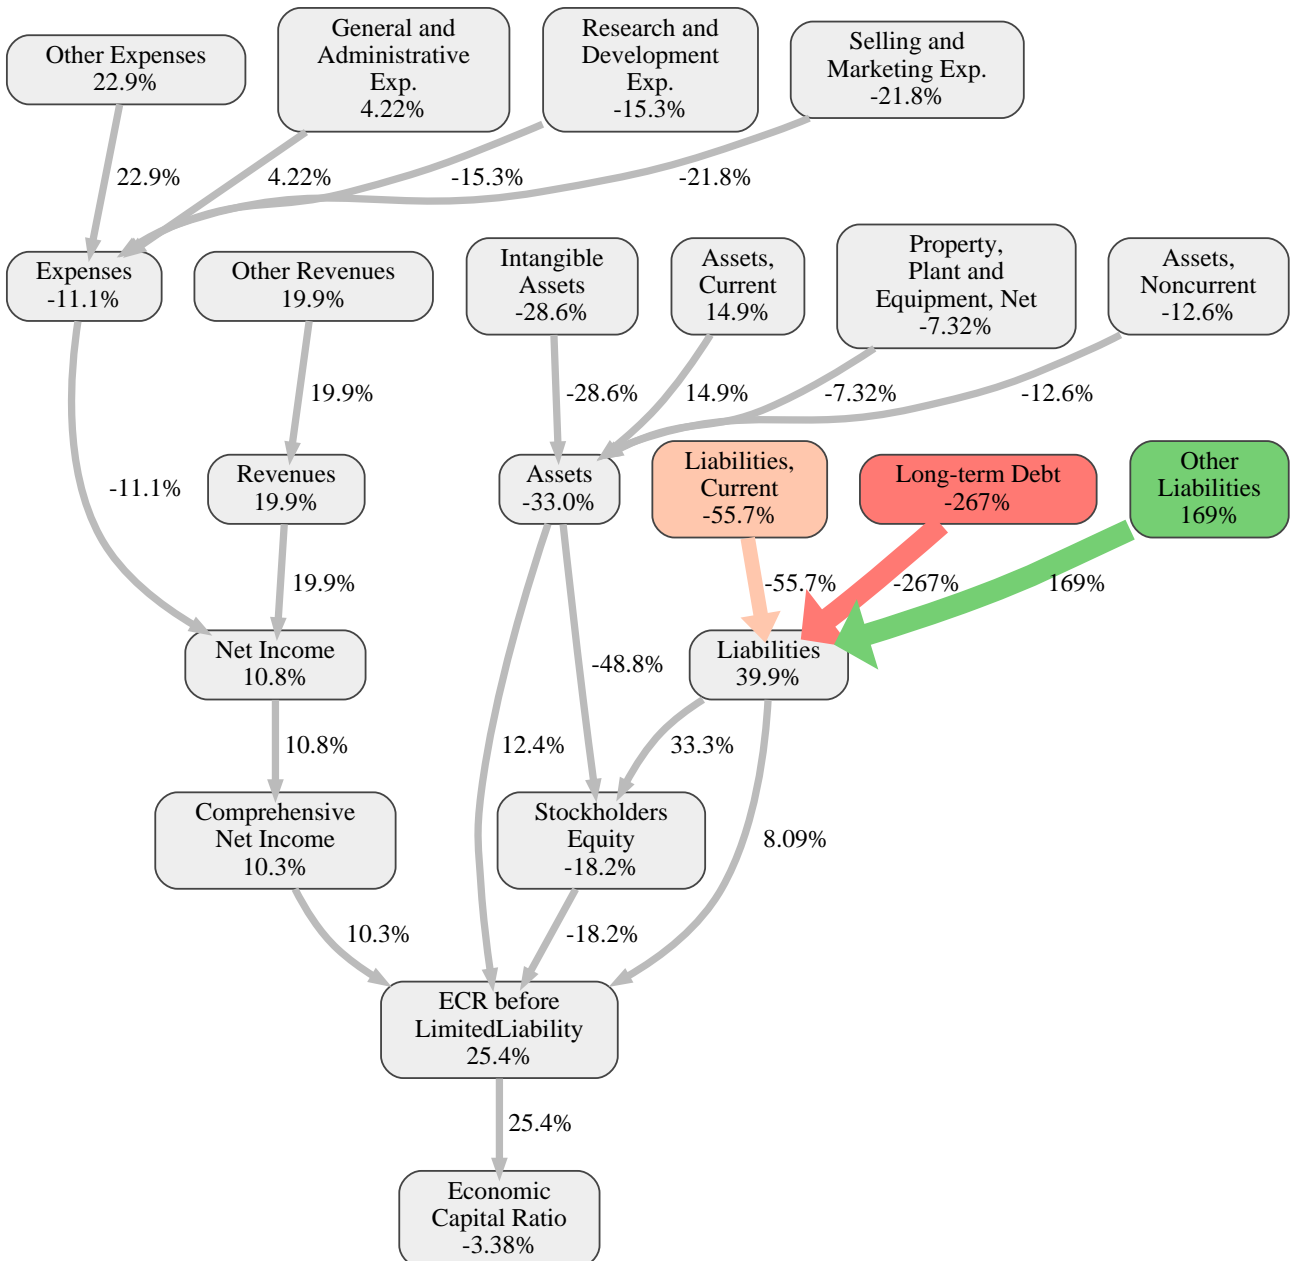 Other Expenses
22.9%
General and
Administrative
Exp.
4.22%
Research and
Development
Exp.
-15.3%
Selling and
Marketing Exp.
-21.8%
22.9%
4.22%
-15.3%
-21.8%
Expenses
-11.1%
Other Revenues
19.9%
Intangible
Assets
-28.6%
Assets,
Current
14.9%
Property,
Plant and
Equipment, Net
-7.32%
Assets,
Noncurrent
-12.6%
19.9%
-28.6%
14.9%
-7.32%
-12.6%
-11.1%
Revenues
19.9%
Assets
-33.0%
Liabilities,
Current
-55.7%
Long-term Debt
-267%
Other
Liabilities
169%
19.9%
-55.7%
-267%
169%
Net Income
10.8%
-48.8%
Liabilities
39.9%
10.8%
12.4%
33.3%
Comprehensive
Net Income
10.3%
Stockholders
Equity
-18.2%
8.09%
10.3%
-18.2%
ECR before
LimitedLiability
25.4%
25.4%
Economic
Capital Ratio
-3.38%